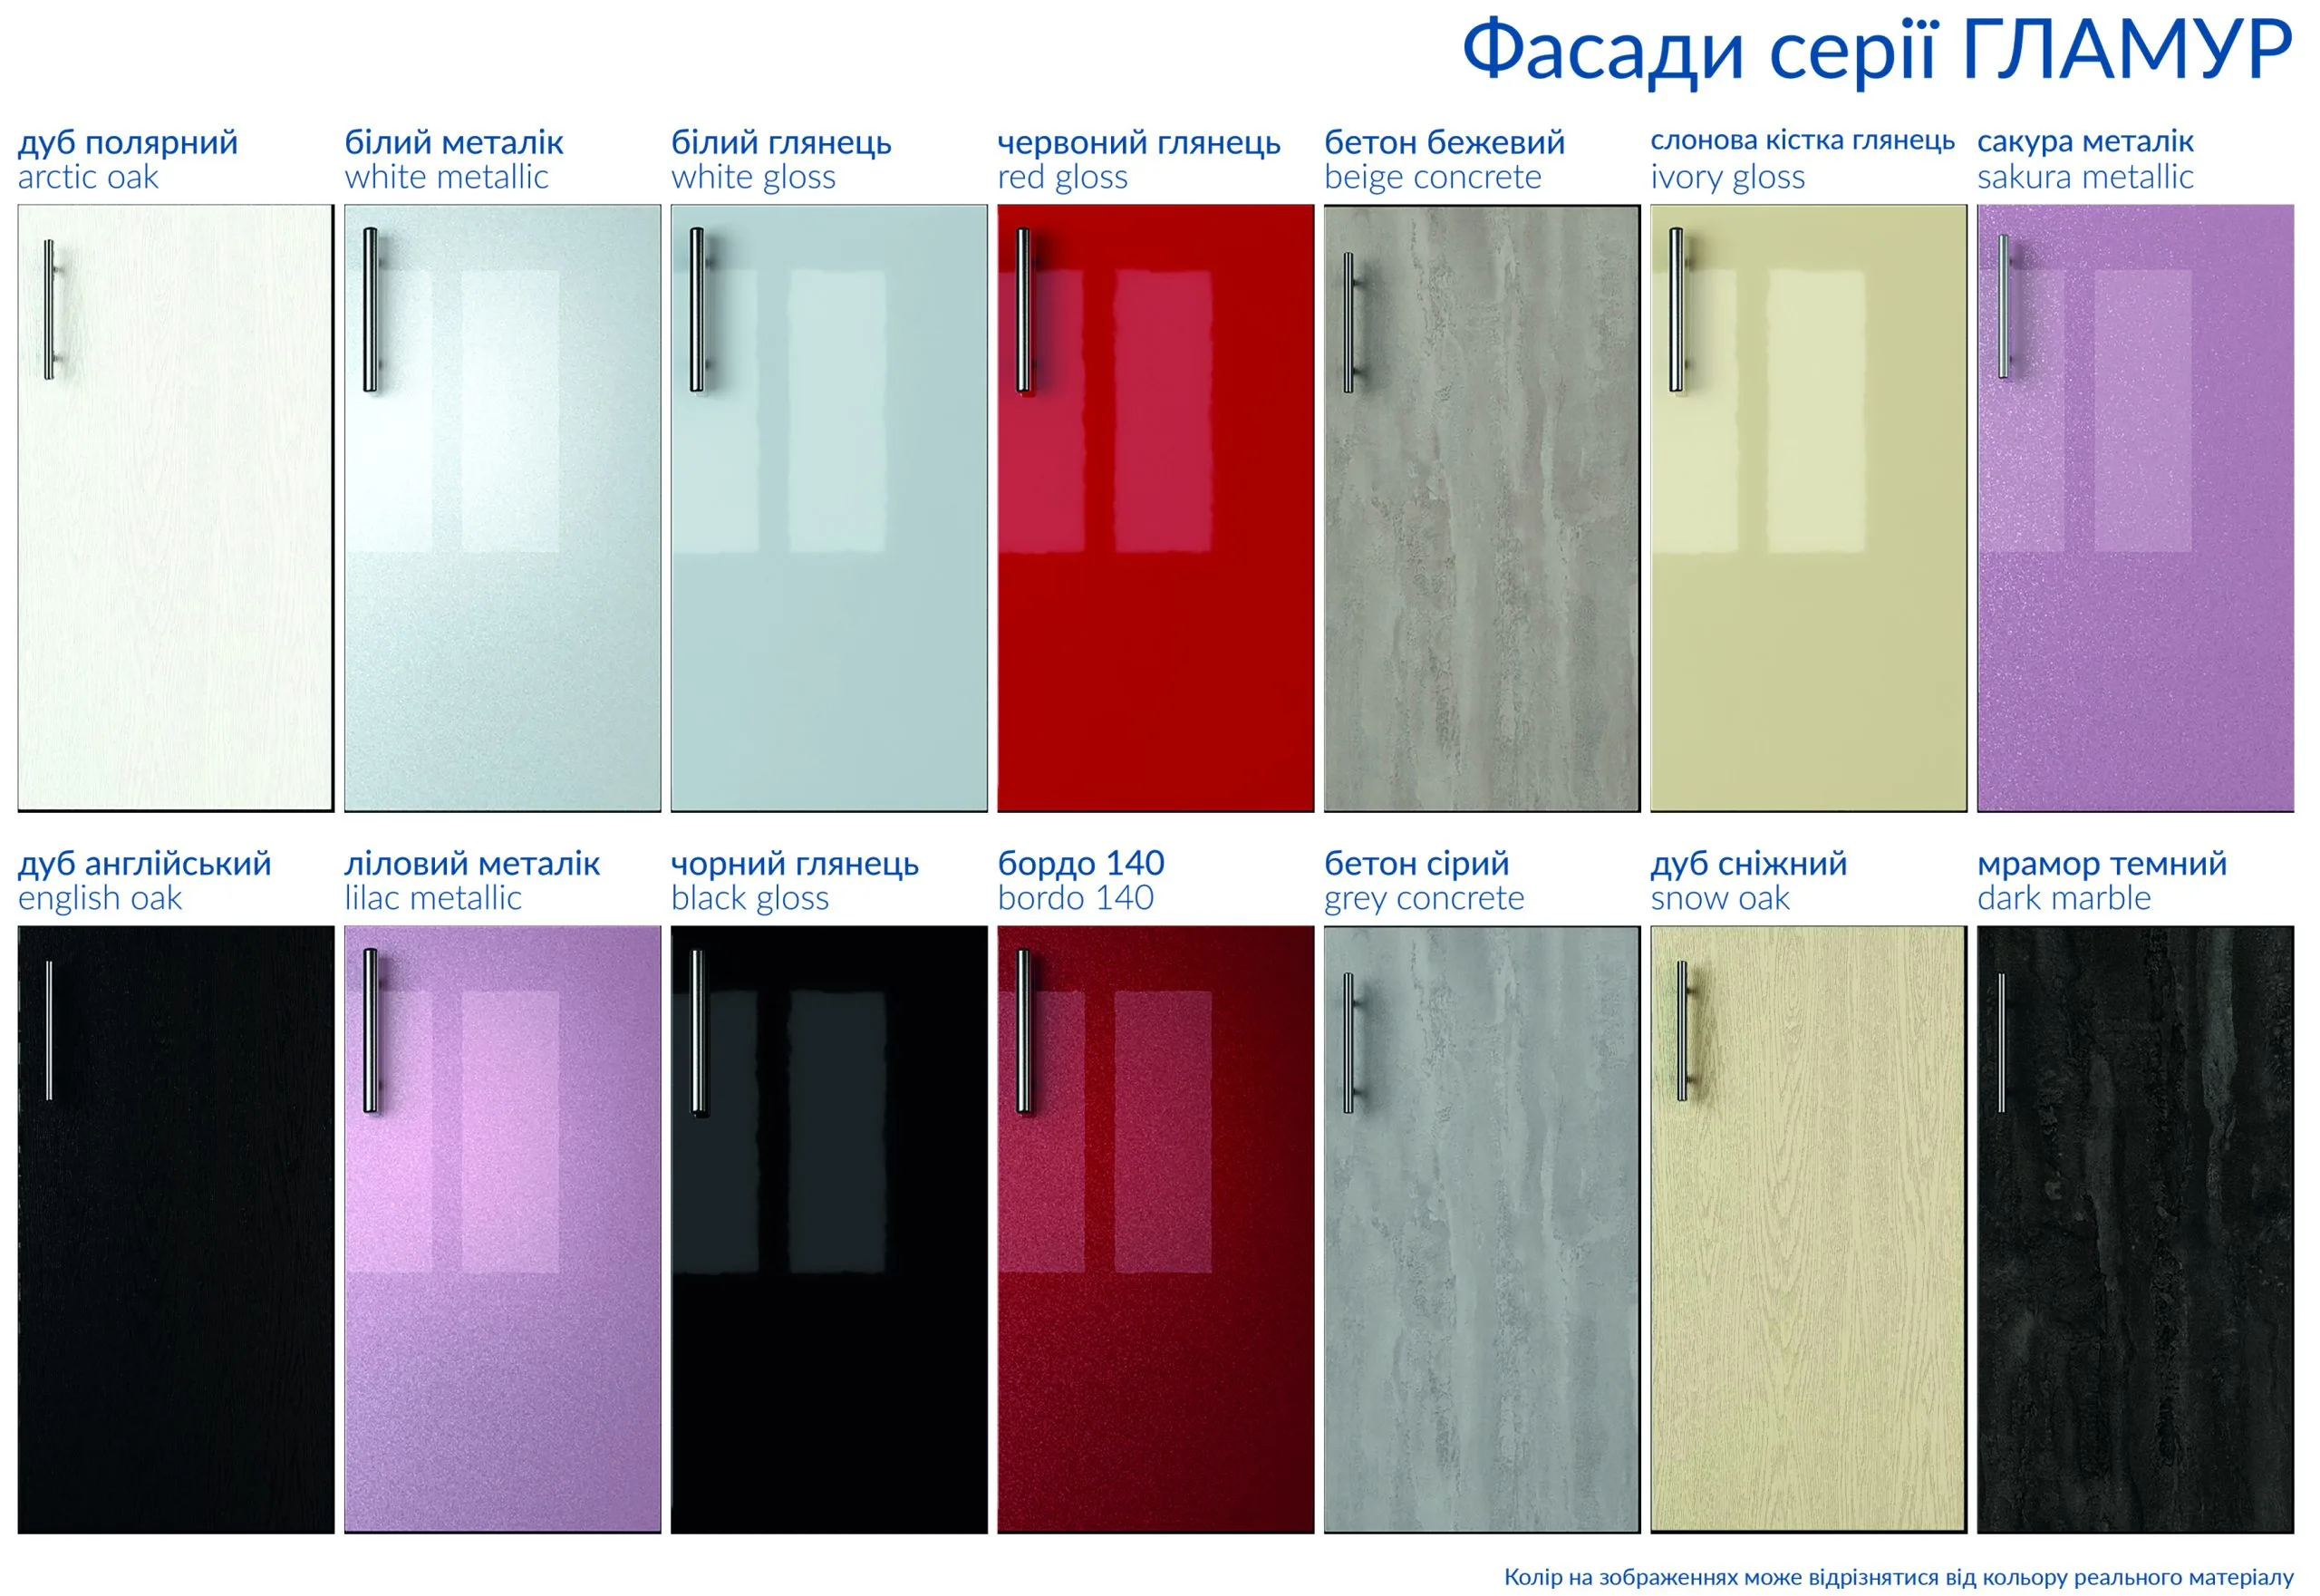 Фасади серії ГЛАМУР
дуб полярний
arctic oak
білий металік
white metallic
білий глянець
white gloss
червоний глянець
red gloss
бетон бежевий
beige concrete
слонова кістка глянець
ivory gloss
сакура металік
sakura metallic
дуб англійський
english oak
ліловий металік
lilac metallic
чорний глянець
black gloss
бордо 140
bordo 140
бетон сірий
grey concrete
дуб сніжний
snow oak
мрамор темний
dark marble
Колір на зображеннях може відрізнятися від кольору реального матеріалу